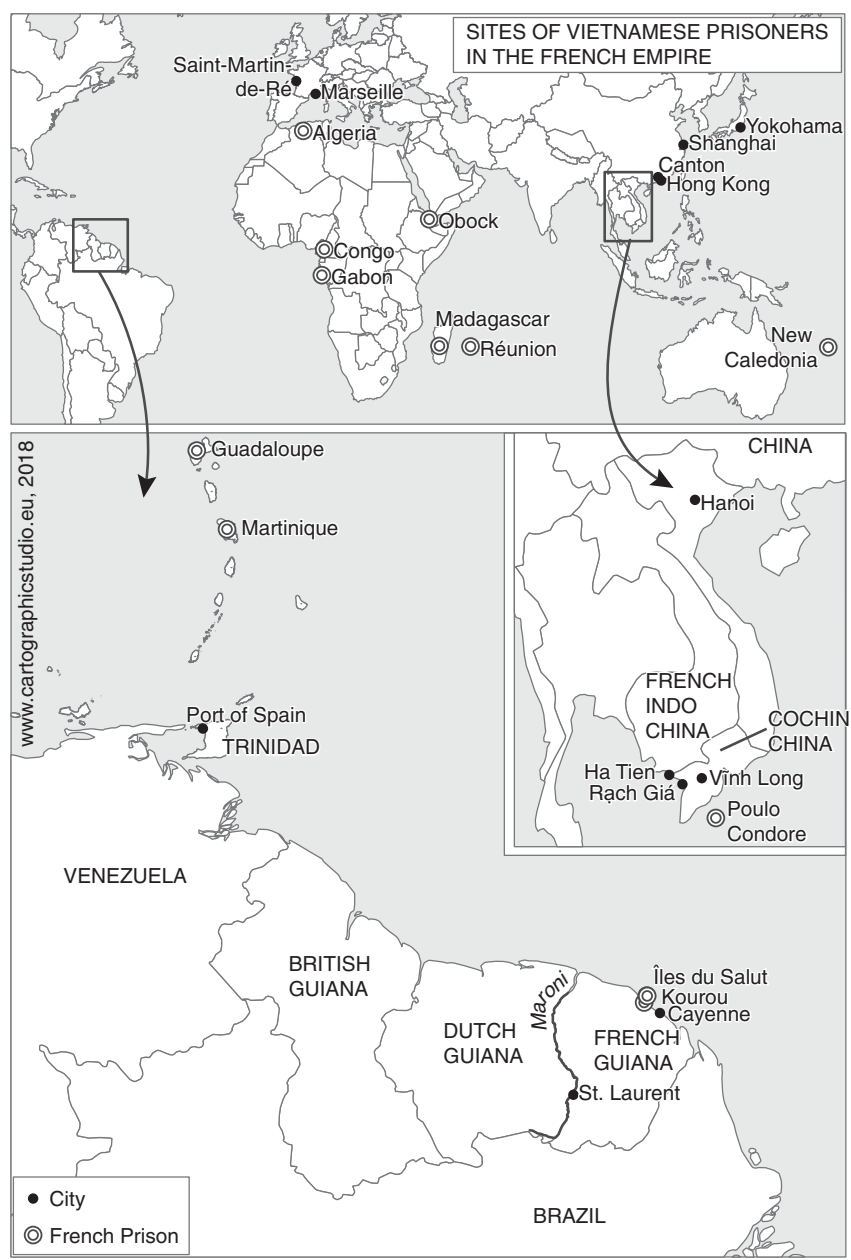 SITES OF VIETNAMESE PRISONERS
IN THE FRENCH EMPIRE
Saint-Martin-
de-Ré
Marseille
Algeria
Yokohama
Shanghai
Canton
Hong Kong
Obock
Congo
Gabon
Madagascar
Réunion
New
Caledonia
www.cartographicstudio.eu, 2018
Guadaloupe
Martinique
Port of Spain
TRINIDAD
CHINA
Hanoi
FRENCH
INDO
CHINA
COCHIN
CHINA
Ha Tien
Rạch Giá
Vĩnh Long
Poulo
Condore
VENEZUELA
BRITISH
GUIANA
DUTCH
GUIANA
Maroni
Îles du Salut
Kourou
Cayenne
FRENCH
GUIANA
St. Laurent
BRAZIL
City
French Prison